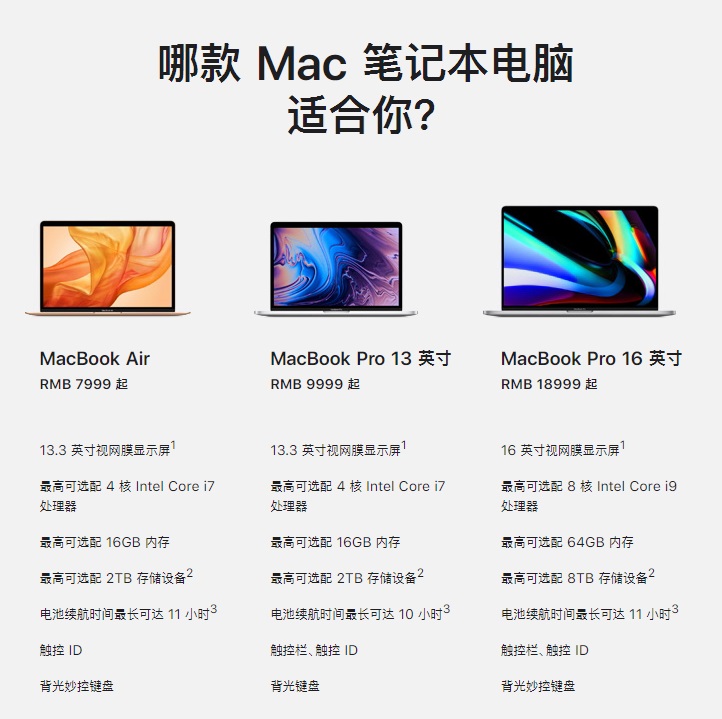 哪款 Mac 笔记本电脑
适合你?
MacBook Air
RMB 7999 起
13.3 英寸视网膜显示屏1
最高可选配 4 核 Intel Core i7
处理器
最高可选配 16GB 内存
最高可选配 2TB 存储设备2
电池续航时间最长可达 11 小时3
触控 ID
背光妙控键盘
MacBook Pro 13 英寸
RMB 9999 起
13.3 英寸视网膜显示屏1
最高可选配 4 核 Intel Core i7
处理器
最高可选配 16GB 内存
最高可选配 2TB 存储设备2
电池续航时间最长可达 10 小时3
触控栏、触控 ID
背光键盘
MacBook Pro 16 英寸
RMB 18999 起
16 英寸视网膜显示屏1
最高可选配 8 核 Intel Core i9
处理器
最高可选配 64GB 内存
最高可选配 8TB 存储设备2
电池续航时间最长可达 11 小时3
触控栏、触控 ID
背光妙控键盘